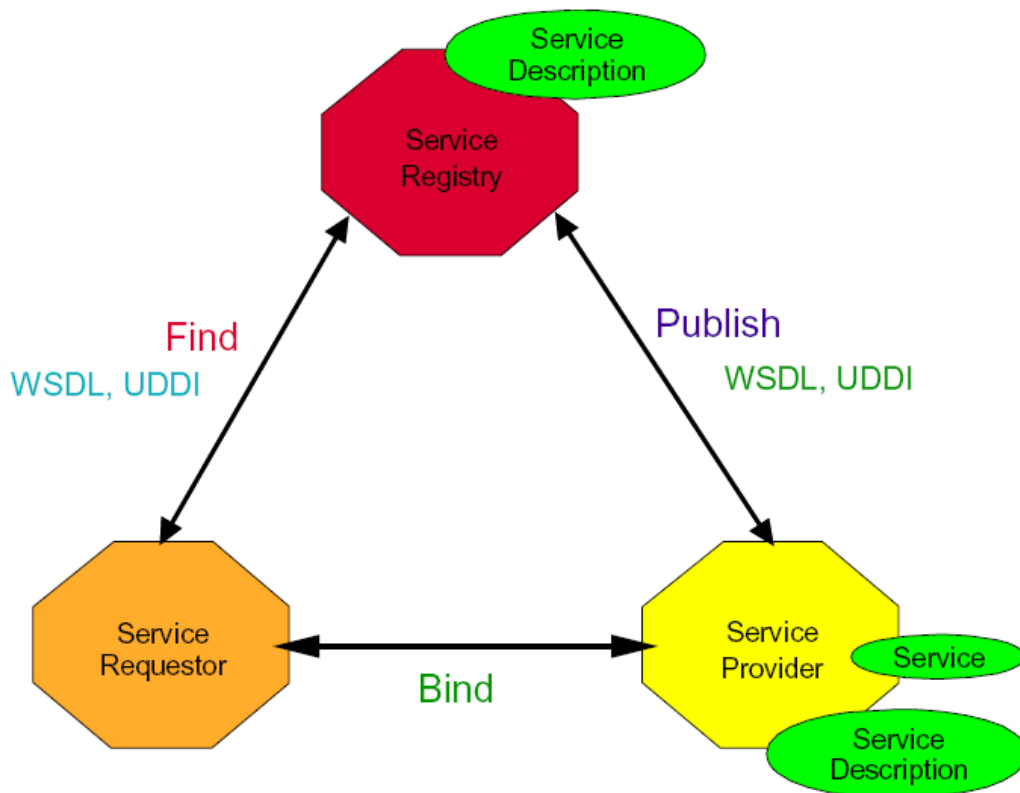 Service
Description
Service
Registry
Find
WSDL, UDDI
Publish
WSDL, UDDI
Service
Requestor
Bind
Service
Provider
Service
Service
Description